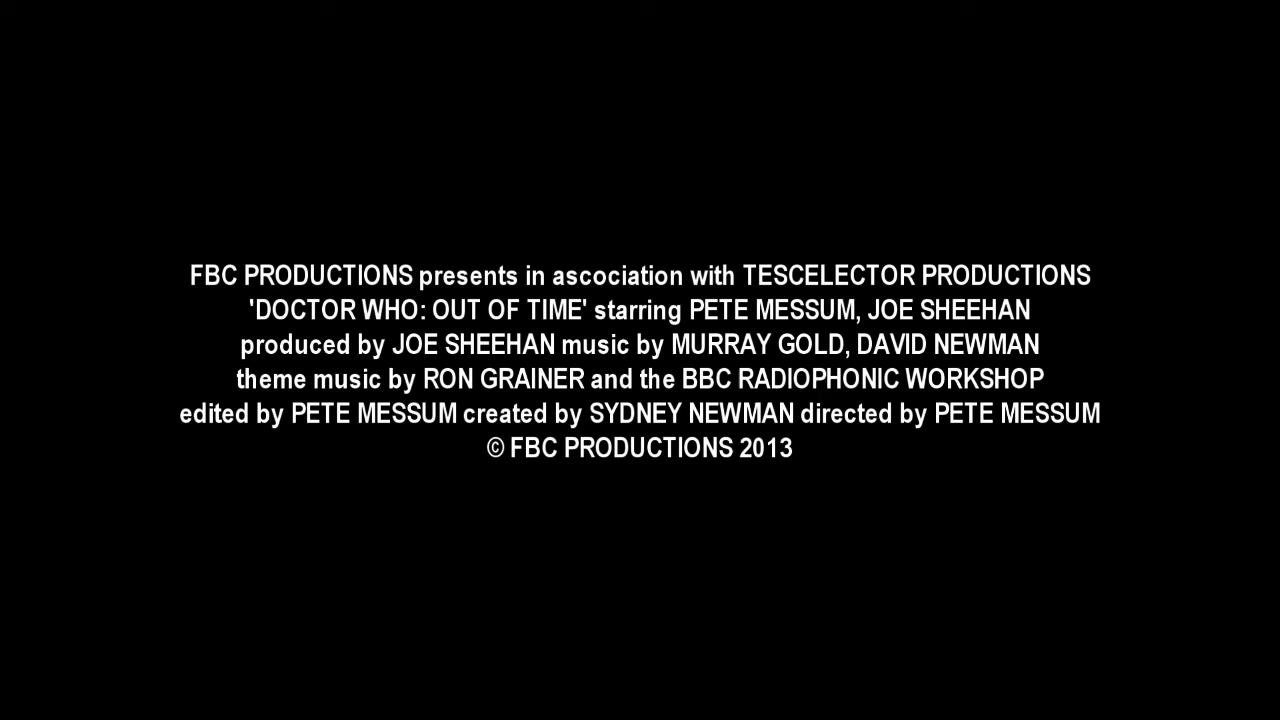 FBC PRODUCTIONS presents in ascociation with TESCELECTOR PRODUCTIONS
'DOCTOR WHO: OUT OF TIME' starring PETE MESSUM, JOE SHEEHAN
produced by JOE SHEEHAN music by MURRAY GOLD, DAVID NEWMAN
theme music by RON GRAINER and the BBC RADIOPHONIC WORKSHOP
edited by PETE MESSUM created by SYDNEY NEWMAN directed by PETE MESSUM
© FBC PRODUCTIONS 2013